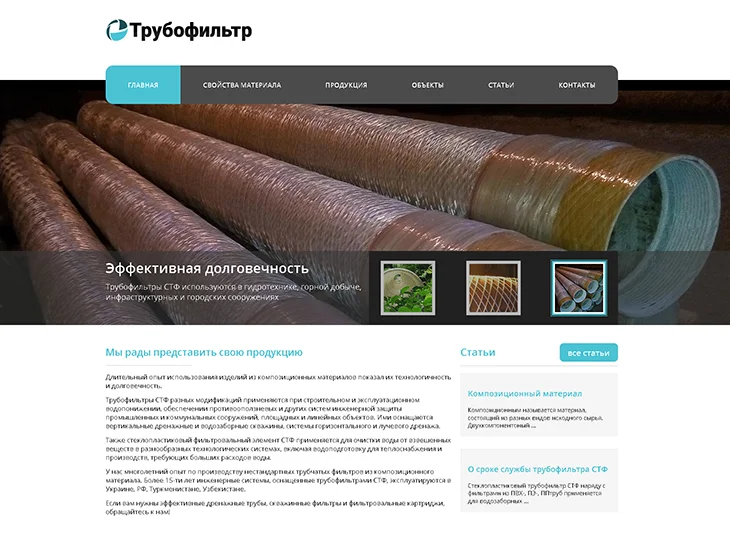 Трубофильтр
ГЛАВНАЯ СВОЙСТВА МАТЕРИАЛА ПРОДУКЦИЯ ОБЪЕКТЫ СТАТЬИ КОНТАКТЫ
Эффективная долговечность
Трубофильтры СТФ используются в гидротехнике, горной добыче,
инфраструктурных и городских сооружениях
Мы рады представить свою продукцию
Длительный опыт использования изделий из композиционных материалов показал их технологичность
и долговечность.
Трубофильтры СТФ разных модификаций применяются при строительном и эксплуатационном
водопонижении, обеспечении противооползневых и других систем инженерной защиты
промышленных и коммунальных сооружений, площадных и линейных объектов. Ими оснащаются
вертикальные дренажные и водозаборные скважины, системы горизонтального и лучевого дренажа.
Также стеклопластиковый фильтровальный элемент СТФ применяется для очистки воды от взвешенных
веществ в разнообразных технологических системах, включая водоподготовку для теплоснабжения и
производств, требующих больших расходов воды.
У нас многолетний опыт по производству нестандартных трубчатых фильтров из композиционного
материала. Более 15-ти лет инженерные системы, оснащенные трубофильтрами СТФ, эксплуатируются в
Украине, РФ, Туркменистане, Узбекистане.
Если вам нужны эффективные дренажные трубы, скважинные фильтры и фильтровальные картриджи,
обращайтесь к нам!
Статьи
все статьи
Композиционный материал
Композиционным называется материал,
состоящий из разных видов исходного сырья.
Двухкомпонентоный ...
О сроке службы трубофильтра СТФ
Стеклопластиковый трубофильтр СТФ наряду с
фильтрами из ПВХ-, ПЭ-, ПП-труб применяется
для водозаборных ...